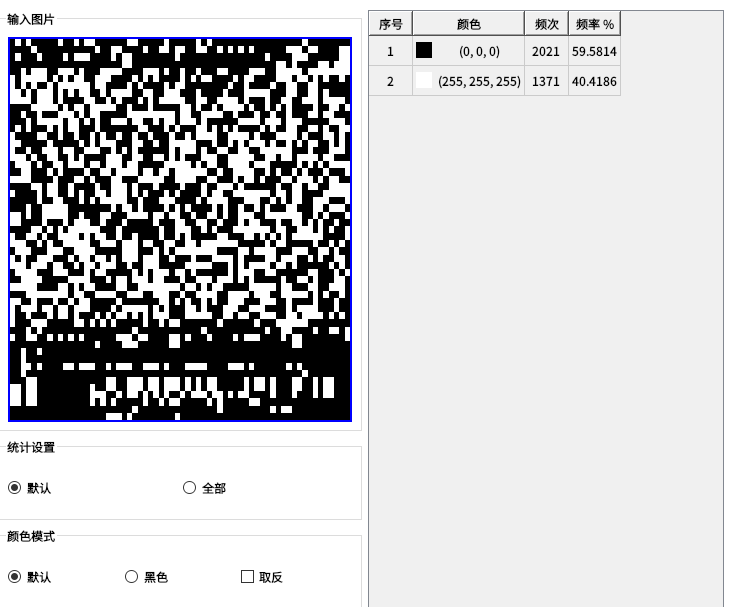 输入图片
序号 颜色 频次 频率 %
1 (0, 0, 0) 2021 59.5814
2 (255, 255, 255) 1371 40.4186
统计设置
默认 全部
颜色模式
默认 黑色 取反